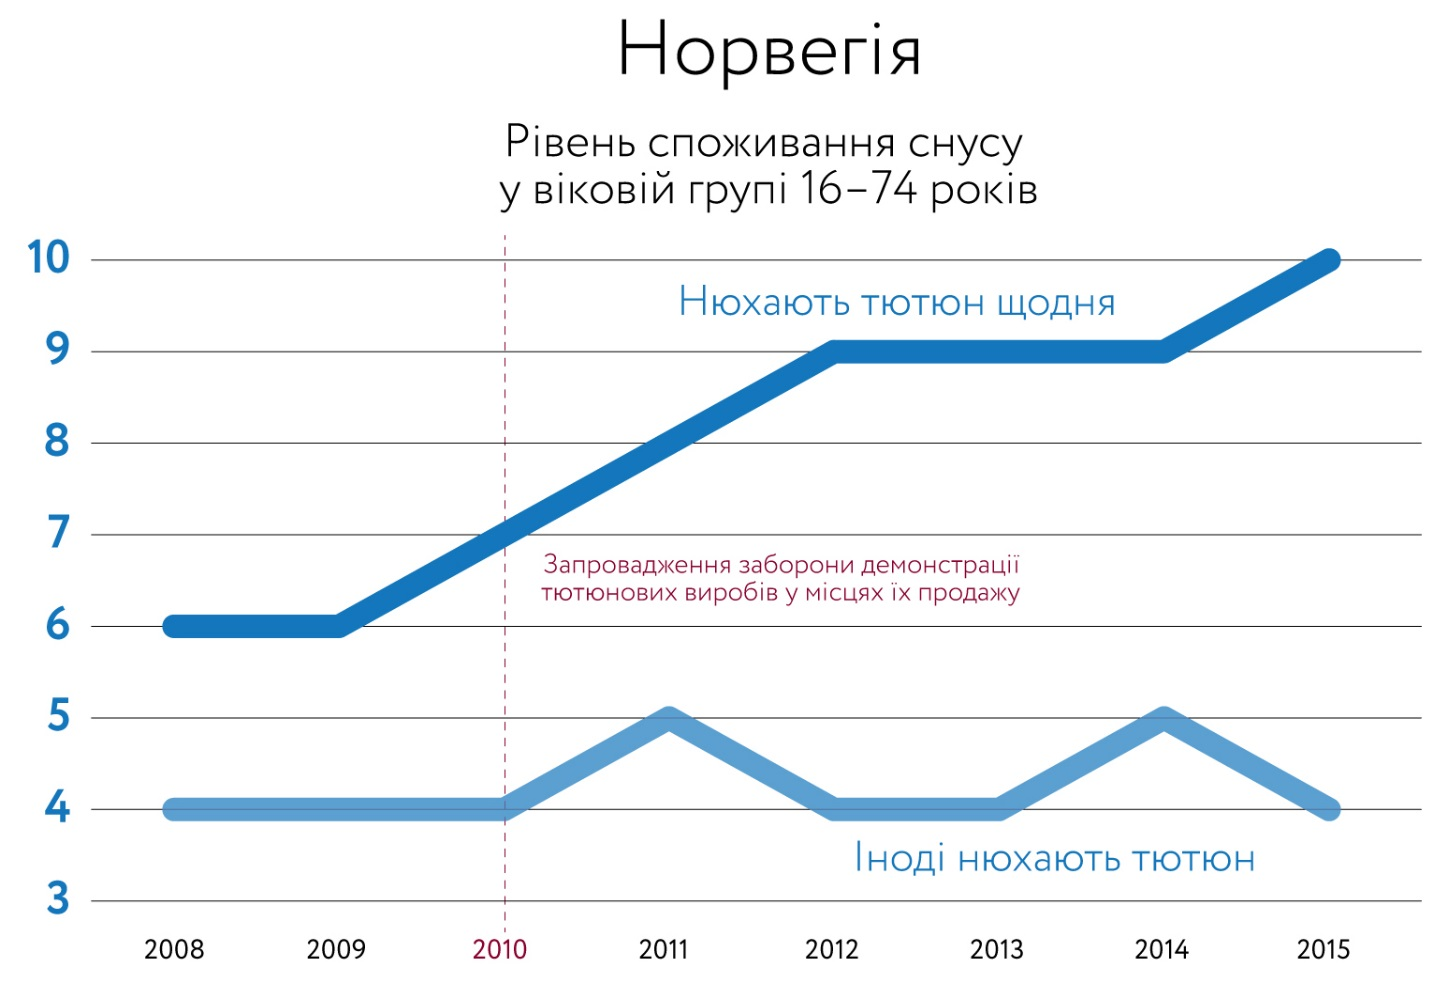 Норвегія
Рівень споживання снусу
у віковій групі 16–74 років
10
Нюхають тютюн щодня
9
8
7
Запровадження заборони демонстрації
тютюнових виробів у місцях їх продажу
6
5
4
Іноді нюхають тютюн
3
2008 2009 2010 2011 2012 2013 2014 2015